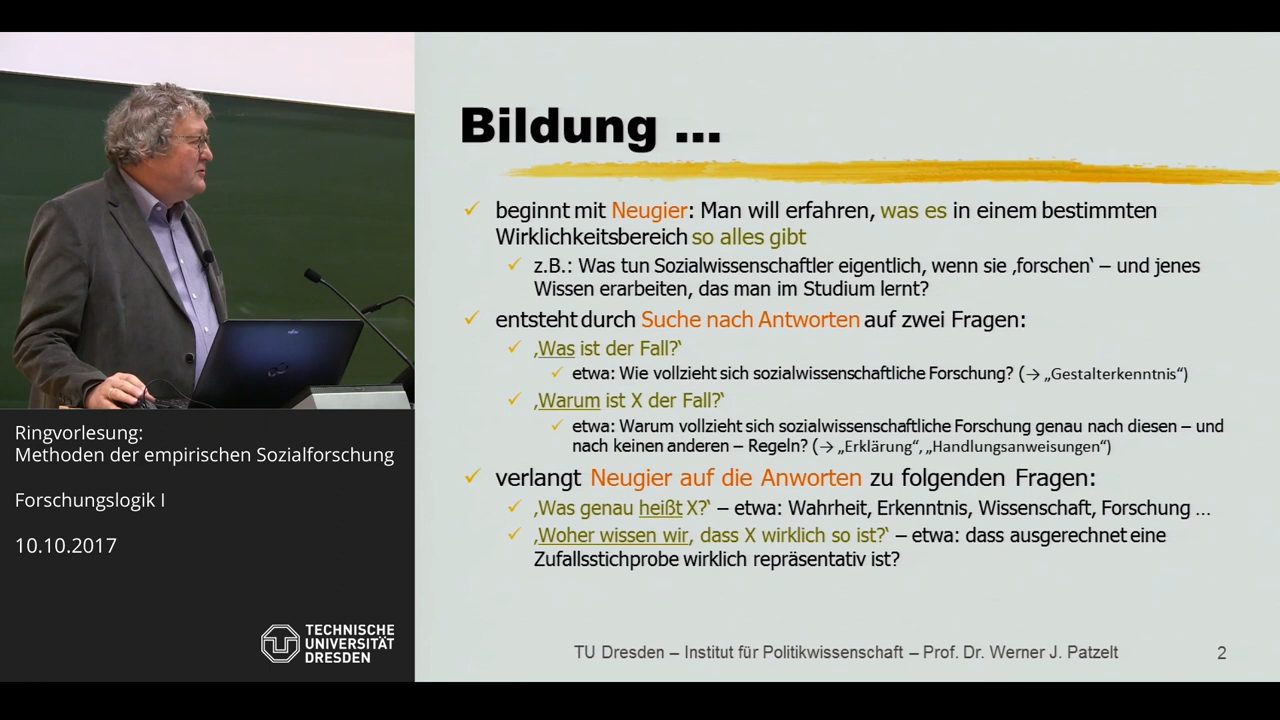 Bildung ...
beginnt mit Neugier: Man will erfahren, was es in einem bestimmten
Wirklichkeitsbereich so alles gibt
z.B.: Was tun Sozialwissenschaftler eigentlich, wenn sie ‚forschen‘ – und jenes
Wissen erarbeiten, das man im Studium lernt?
entsteht durch Suche nach Antworten auf zwei Fragen:
‚Was ist der Fall?‘
etwa: Wie vollzieht sich sozialwissenschaftliche Forschung? (→ „Gestalterkenntnis“)
‚Warum ist X der Fall?‘
etwa: Warum vollzieht sich sozialwissenschaftliche Forschung genau nach diesen – und
nach keinen anderen – Regeln? (→ „Erklärung“, „Handlungsanweisungen“)
verlangt Neugier auf die Anworten zu folgenden Fragen:
‚Was genau heißt X?‘ – etwa: Wahrheit, Erkenntnis, Wissenschaft, Forschung ...
‚Woher wissen wir, dass X wirklich so ist?‘ – etwa: dass ausgerechnet eine
Zufallsstichprobe wirklich repräsentativ ist?
TU Dresden – Institut für Politikwissenschaft – Prof. Dr. Werner J. Patzelt
2
Ringvorlesung:
Methoden der empirischen Sozialforschung
Forschungslogik I
10.10.2017
TECHNISCHE
UNIVERSITÄT
DRESDEN